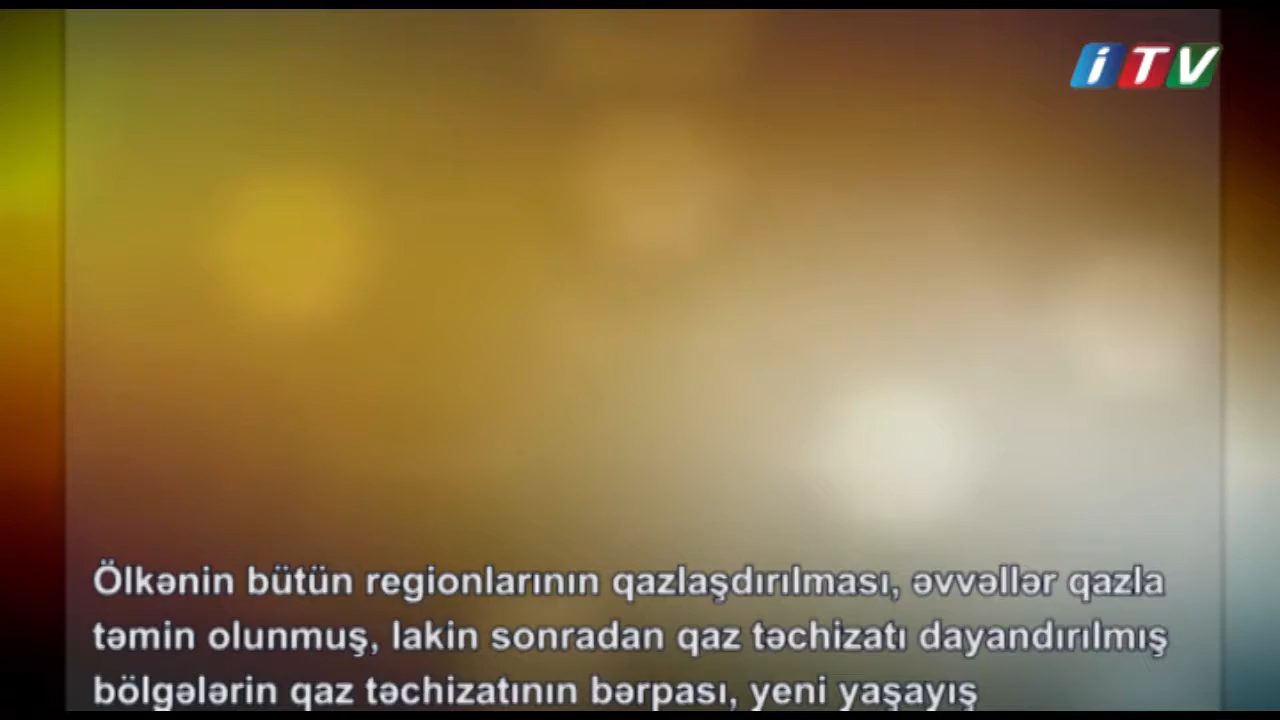 iTV
Ölkənin bütün regionlarının qazlaşdırılması, əvvəllər qazla
təmin olunmuş, lakin sonradan qaz təchizatı dayandırılmış
bölgələrin qaz təchizatının bərpası, yeni yaşayış